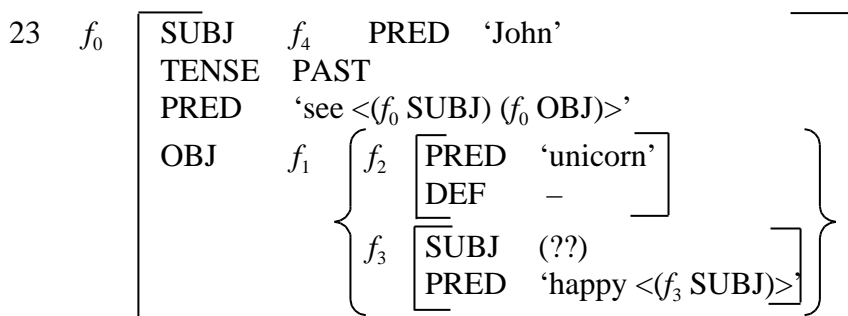 23 f₀ SUBJ f₄ PRED ‘John’
TENSE PAST
PRED ‘see <(f₀ SUBJ) (f₀ OBJ)>’
OBJ f₁ f₂ PRED ‘unicorn’
DEF –
f₃ SUBJ (??)
PRED ‘happy <(f₃ SUBJ)>’